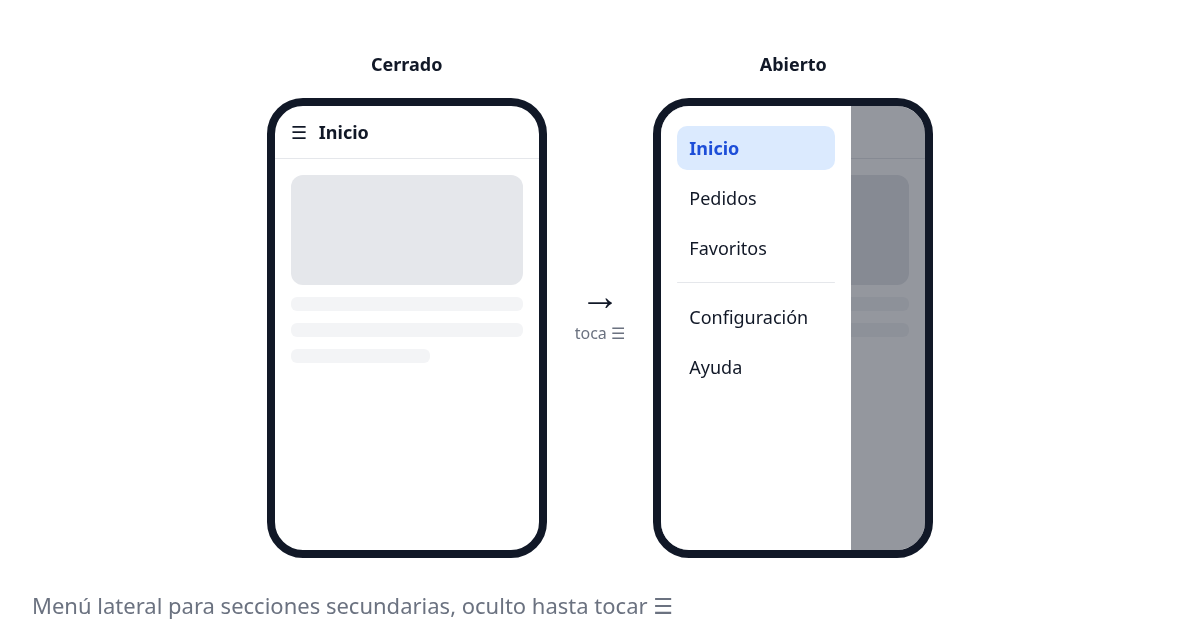 Cerrado
☰ Inicio
→
toca ☰
Abierto
Inicio
Pedidos
Favoritos
Configuración
Ayuda
Menú lateral para secciones secundarias, oculto hasta tocar ☰